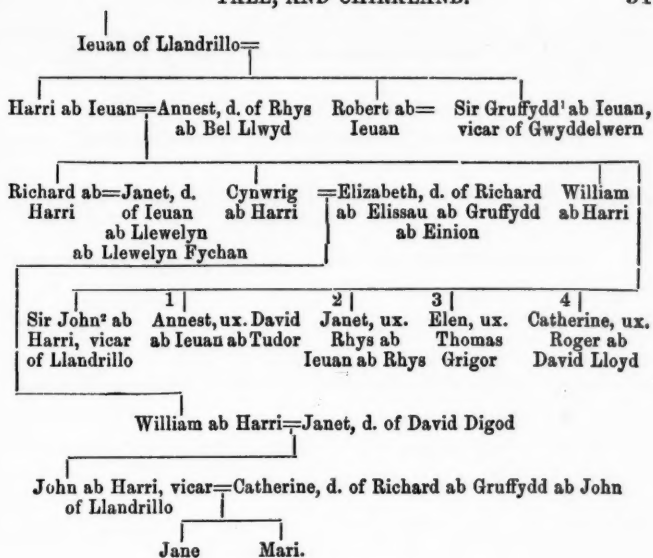 AND CHIRKLAND.
Ieuan of Llandrillo=
Harri ab Ieuan=Annest, d. of Rhys Robert ab= Sir Gruffydd¹ ab Ieuan,
ab Bel Llwyd Ieuan vicar of Gwyddelwern
Richard ab=Janet, d. Cynwrig =Elizabeth, d. of Richard William
Harri of Ieuan ab Harri ab Elissau ab Gruffydd ab Harri
ab Llewelyn ab Einion
ab Llewelyn Fychan
1 2 3 4
Sir John² ab Annest, ux. David Janet, ux. Elen, ux. Catherine, ux.
Harri, vicar ab Ieuan ab Tudor Rhys ab Thomas Roger ab
of Llandrillo Ieuan ab Rhys Grigor David Lloyd
William ab Harri=Janet, d. of David Digod
John ab Harri, vicar=Catherine, d. of Richard ab Gruffydd ab John
of Llandrillo
Jane Mari.